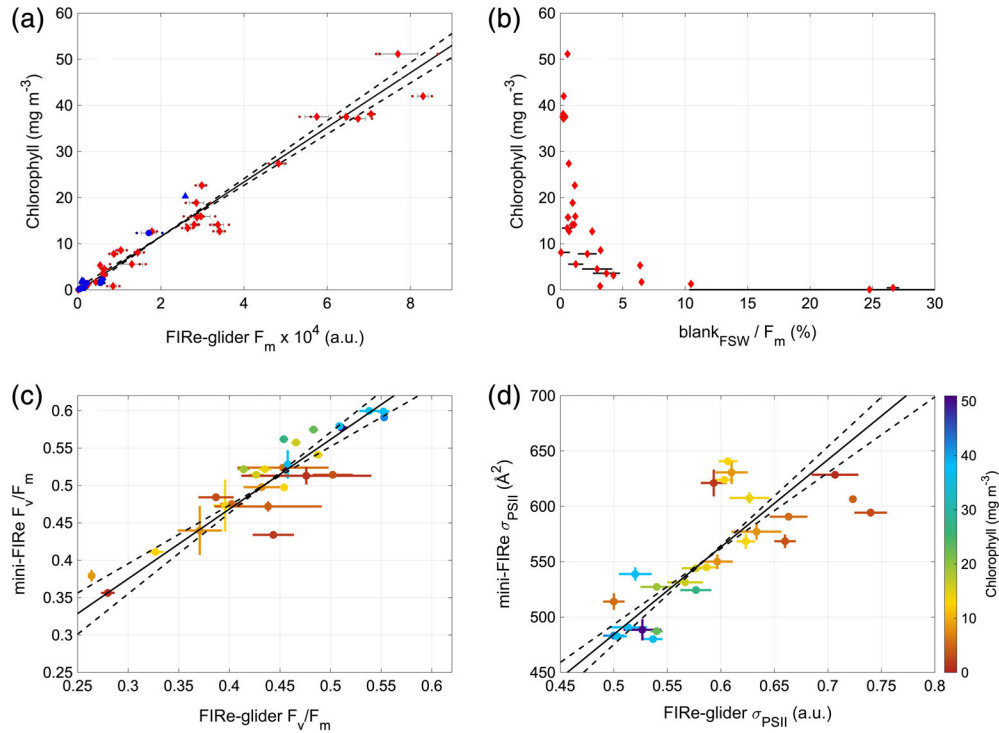 (a)
60
50
40
30
20
10
0
Chlorophyll (mg m⁻³)
0 2 4 6 8
FIRe-glider Fₘ x 10⁴ (a.u.)
(b)
60
50
40
30
20
10
0
Chlorophyll (mg m⁻³)
0 5 10 15 20 25 30
blank_FSW / Fₘ (%)
(c)
0.6
0.55
0.5
0.45
0.4
0.35
0.3
0.25
mini-FIRe Fᵥ/Fₘ
0.25 0.3 0.35 0.4 0.45 0.5 0.55 0.6
FIRe-glider Fᵥ/Fₘ
(d)
700
650
600
550
500
450
mini-FIRe σ_PSII (Å²)
0.45 0.5 0.55 0.6 0.65 0.7 0.75 0.8
FIRe-glider σ_PSII (a.u.)
50
40
30
20
10
0
Chlorophyll (mg m⁻³)